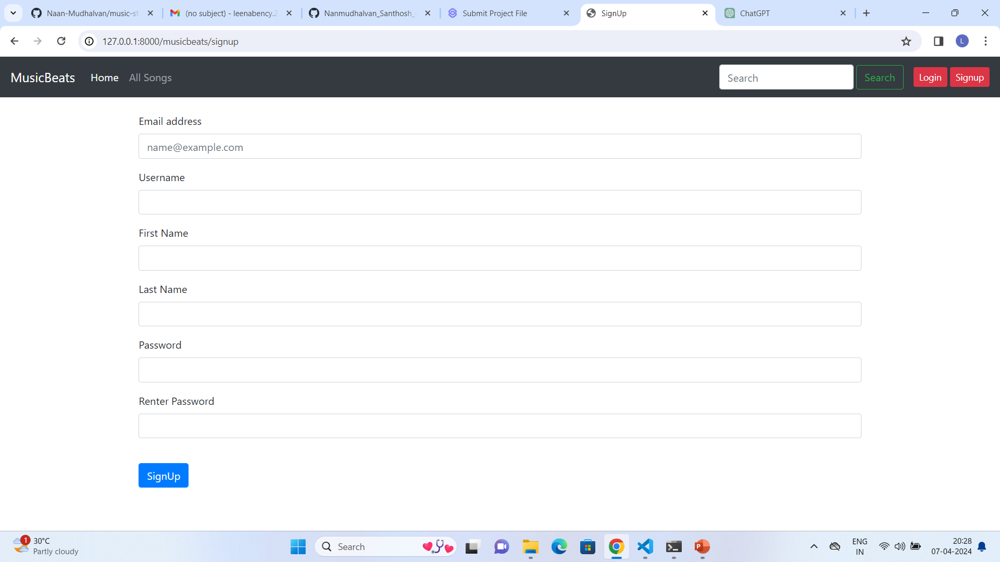 Naan-Mudhalvan/music-st
(no subject) - leenabency.2
Nanmudhalvan_Santhosh_
Submit Project File
SignUp
ChatGPT
127.0.0.1:8000/musicbeats/signup
L
MusicBeats
Home
All Songs
Search
Search
Login
Signup
Email address
name@example.com
Username
First Name
Last Name
Password
Renter Password
SignUp
1
30°C
Partly cloudy
Search
ENG
IN
20:28
07-04-2024